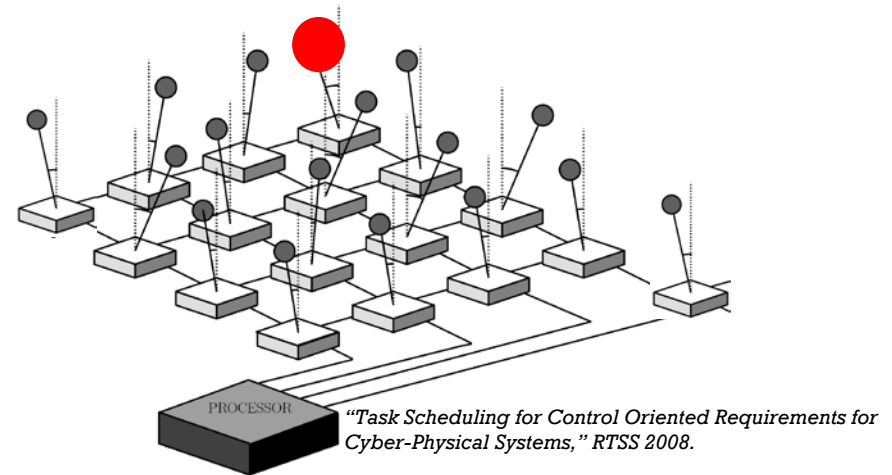 PROCESSOR
“Task Scheduling for Control Oriented Requirements for
Cyber-Physical Systems,” RTSS 2008.